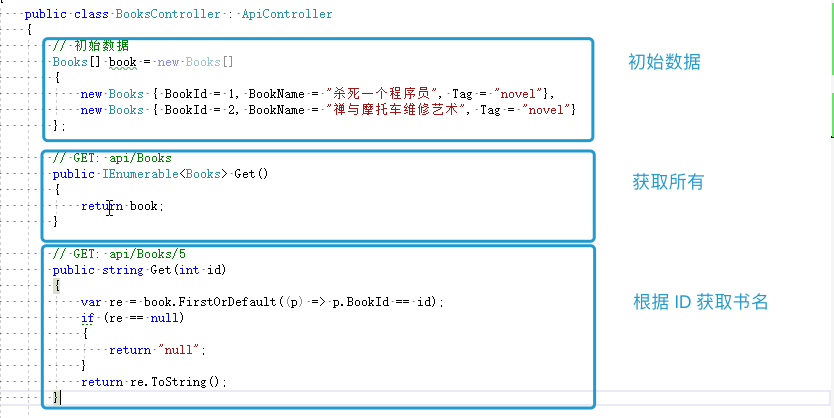 public class BooksController : ApiController
{
// 初始数据
Books[] book = new Books[]
{
new Books { BookId = 1, BookName = "杀死一个程序员", Tag = "novel"},
new Books { BookId = 2, BookName = "禅与摩托车维修艺术", Tag = "novel"}
};
初始数据
// GET: api/Books
public IEnumerable<Books> Get()
{
return book;
}
获取所有
// GET: api/Books/5
public string Get(int id)
{
var re = book.FirstOrDefault((p) => p.BookId == id);
if (re == null)
{
return "null";
}
return re.ToString();
}
根据 ID 获取书名